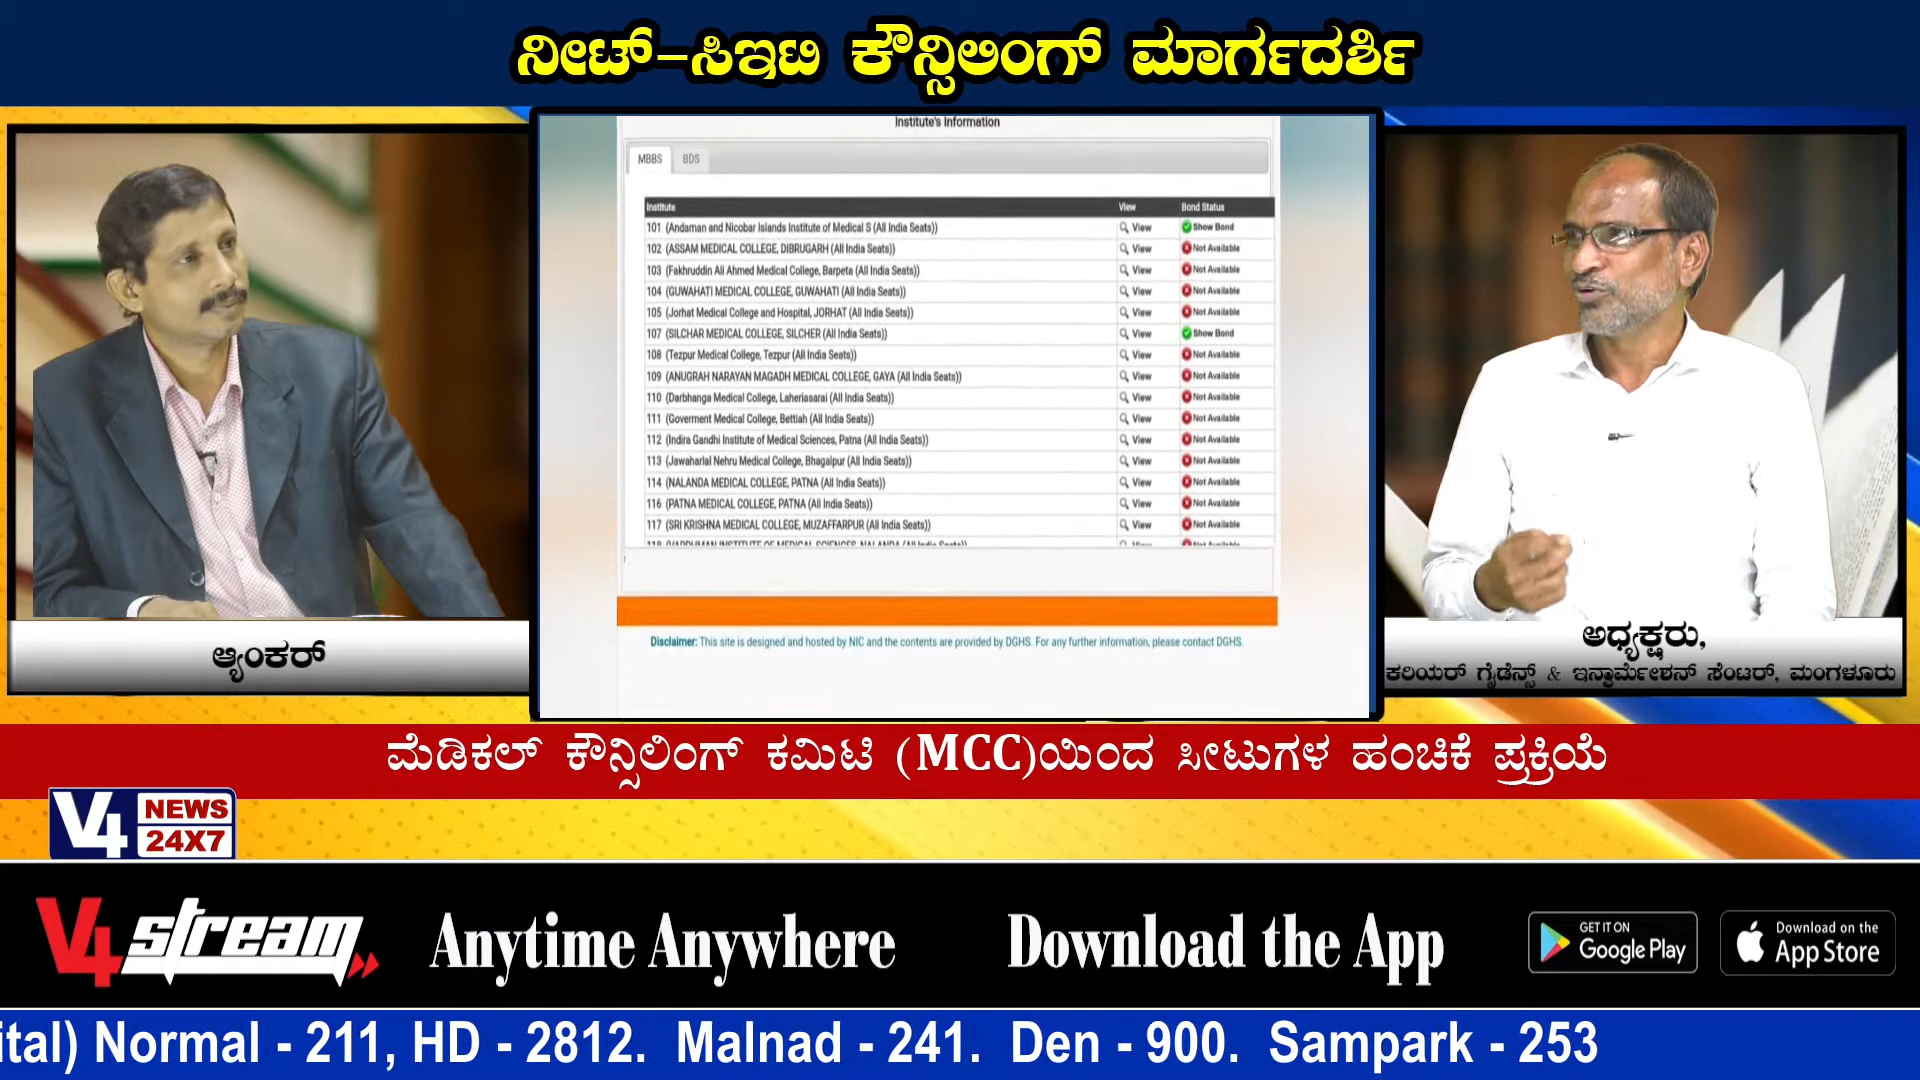 ನೀಟ್-ಸಿಇಟಿ ಕೌನ್ಸಿಲಿಂಗ್ ಮಾರ್ಗದರ್ಶಿ
Institute's Information
MBBS BDS
Institute View Bond Status
101 (Andaman and Nicobar Islands Institute of Medical S (All India Seats)) View Show Bond
102 (ASSAM MEDICAL COLLEGE, DIBRUGARH (All India Seats)) View Not Available
103 (Fakhruddin Ali Ahmed Medical College, Barpeta (All India Seats)) View Not Available
104 (GUWAHATI MEDICAL COLLEGE, GUWAHATI (All India Seats)) View Not Available
105 (Jorhat Medical College and Hospital, JORHAT (All India Seats)) View Not Available
107 (SILCHAR MEDICAL COLLEGE, SILCHER (All India Seats)) View Show Bond
108 (Tezpur Medical College, Tezpur (All India Seats)) View Not Available
109 (ANUGRAH NARAYAN MAGADH MEDICAL COLLEGE, GAYA (All India Seats)) View Not Available
110 (Darbhanga Medical College, Laheriasarai (All India Seats)) View Not Available
111 (Goverment Medical College, Bettiah (All India Seats)) View Not Available
112 (Indira Gandhi Institute of Medical Sciences, Patna (All India Seats)) View Not Available
113 (Jawaharlal Nehru Medical College, Bhagalpur (All India Seats)) View Not Available
114 (NALANDA MEDICAL COLLEGE, PATNA (All India Seats)) View Not Available
116 (PATNA MEDICAL COLLEGE, PATNA (All India Seats)) View Not Available
117 (SRI KRISHNA MEDICAL COLLEGE, MUZAFFARPUR (All India Seats)) View Not Available
118 (VARDHMAN INSTITUTE OF MEDICAL SCIENCES, NALANDA (All India Seats)) View Not Available
Disclaimer: This site is designed and hosted by NIC and the contents are provided by DGHS. For any further information, please contact DGHS.
ಆ್ಯಂಕರ್
ಅಧ್ಯಕ್ಷರು,
ಕರಿಯರ್ ಗೈಡೆನ್ಸ್ & ಇನ್ಫಾರ್ಮೇಶನ್ ಸೆಂಟರ್, ಮಂಗಳೂರು
ಮೆಡಿಕಲ್ ಕೌನ್ಸಿಲಿಂಗ್ ಕಮಿಟಿ (MCC)ಯಿಂದ ಸೀಟುಗಳ ಹಂಚಿಕೆ ಪ್ರಕ್ರಿಯೆ
V4 NEWS
24X7
V4 stream Anytime Anywhere Download the App GET IT ON Google Play Download on the App Store
ital) Normal - 211, HD - 2812. Malnad - 241. Den - 900. Sampark - 253